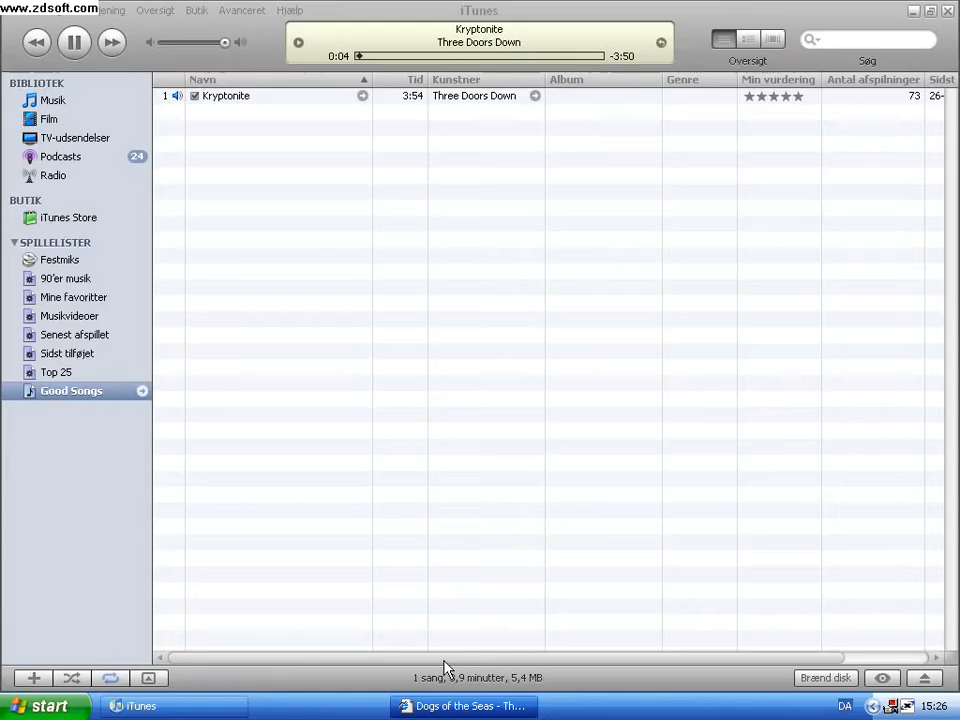 www.zdsoft.com
Oversigt Butik Avanceret Hjælp
iTunes
Kryptonite
Three Doors Down
0:04 -3:50
Oversigt
Søg
Navn Tid Kunstner Album Genre Min vurdering Antal afspilninger Sidst
1 Kryptonite 3:54 Three Doors Down ★★★★★ 73 26-
BIBLIOTEK
Musik
Film
TV-udsendelser
Podcasts 24
Radio
BUTIK
iTunes Store
SPILLELISTER
Festmiks
90'er musik
Mine favoritter
Musikvideoer
Senest afspillet
Sidst tilføjet
Top 25
Good Songs
1 sang, 3,9 minutter, 5,4 MB
Brænd disk
start
iTunes
Dogs of the Seas - Th...
DA
15:26